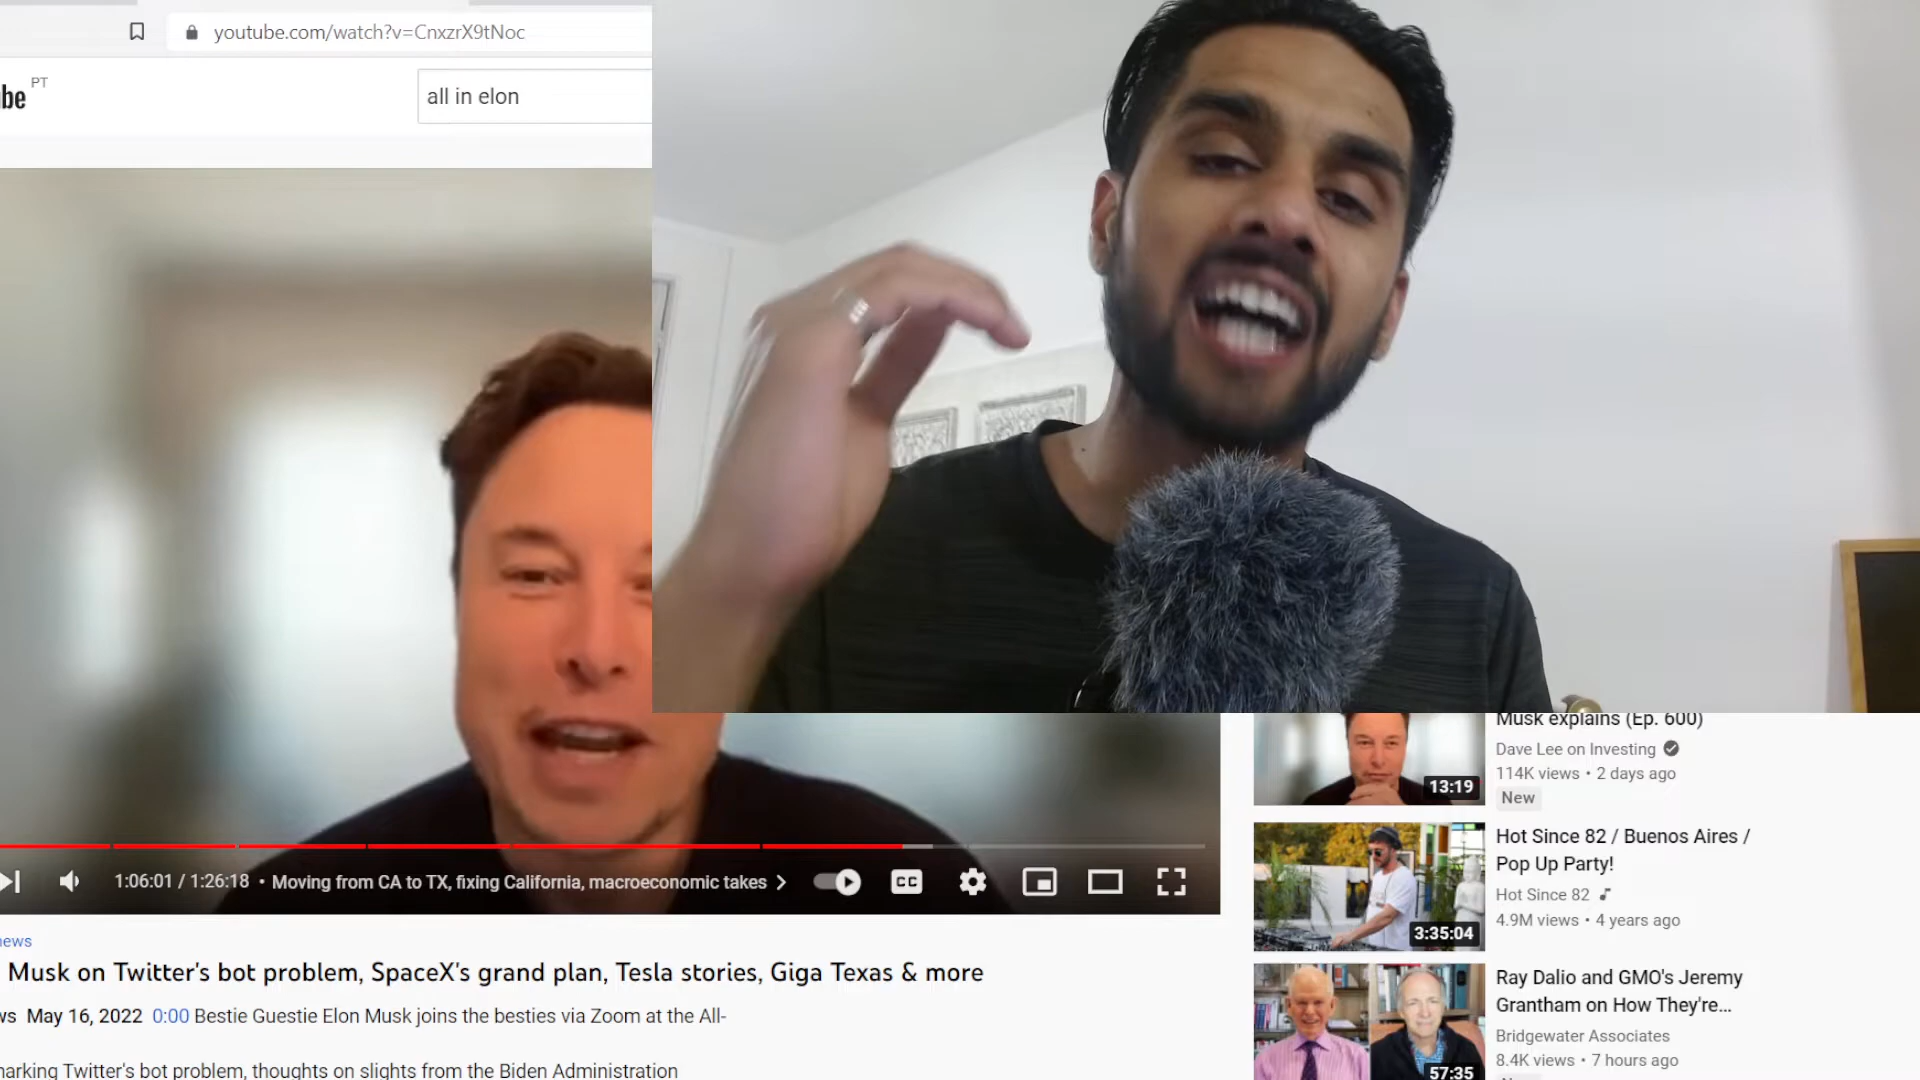 youtube.com/watch?v=CnxzrX9tNoc
be PT
all in elon
1:06:01 / 1:26:18 • Moving from CA to TX, fixing California, macroeconomic takes
CC
news
Musk on Twitter's bot problem, SpaceX's grand plan, Tesla stories, Giga Texas & more
ws May 16, 2022 0:00 Bestie Guestie Elon Musk joins the besties via Zoom at the All-
narking Twitter's bot problem, thoughts on slights from the Biden Administration
Musk explains (Ep. 600)
Dave Lee on Investing
114K views • 2 days ago
New
13:19
Hot Since 82 / Buenos Aires /
Pop Up Party!
Hot Since 82
4.9M views • 4 years ago
3:35:04
Ray Dalio and GMO's Jeremy
Grantham on How They're...
Bridgewater Associates
8.4K views • 7 hours ago
57:35